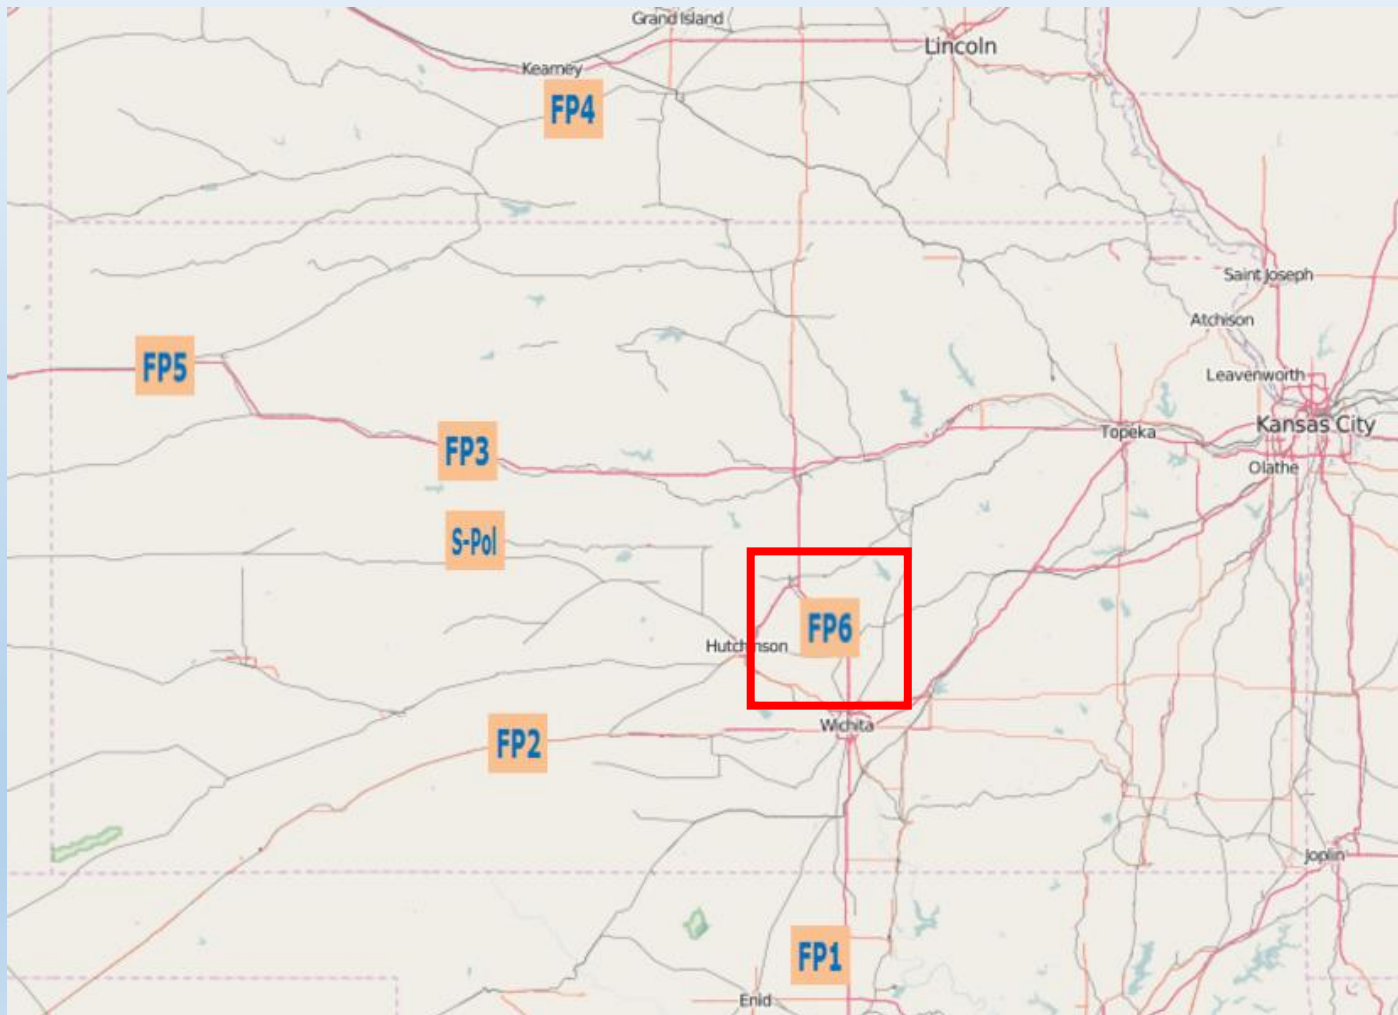 Grand Island
Lincoln
Kearney
FP4
Saint Joseph
Atchison
FP5
Leavenworth
Kansas City
Topeka
FP3
Olathe
S-Pol
FP6
Hutchinson
Wichita
FP2
Joplin
FP1
Enid